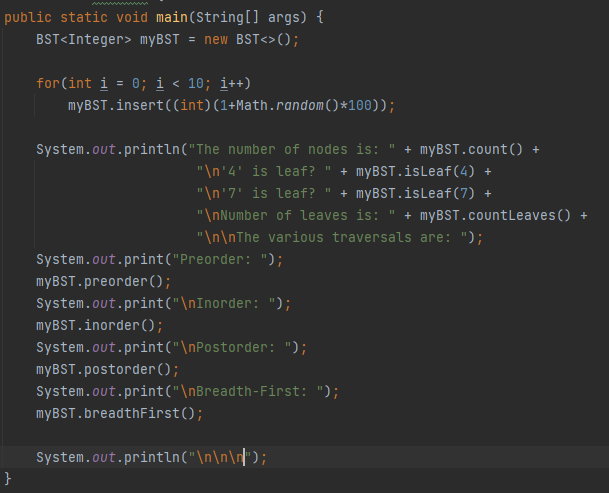 public static void main(String[] args) {
    BST<Integer> myBST = new BST<>();
    for(int i = 0; i < 10; i++)
        myBST.insert((int)(1+Math.random()*100));
    System.out.println("The number of nodes is: " + myBST.count() +
                        "\n'4' is leaf? " + myBST.isLeaf(4) +
                        "\n'7' is leaf? " + myBST.isLeaf(7) +
                        "\nNumber of leaves is: " + myBST.countLeaves() +
                        "\n\nThe various traversals are: ");
    System.out.print("Preorder: ");
    myBST.preorder();
    System.out.print("\nInorder: ");
    myBST.inorder();
    System.out.print("\nPostorder: ");
    myBST.postorder();
    System.out.print("\nBreadth-First: ");
    myBST.breadthFirst();
    System.out.println("\n\n\n");
}